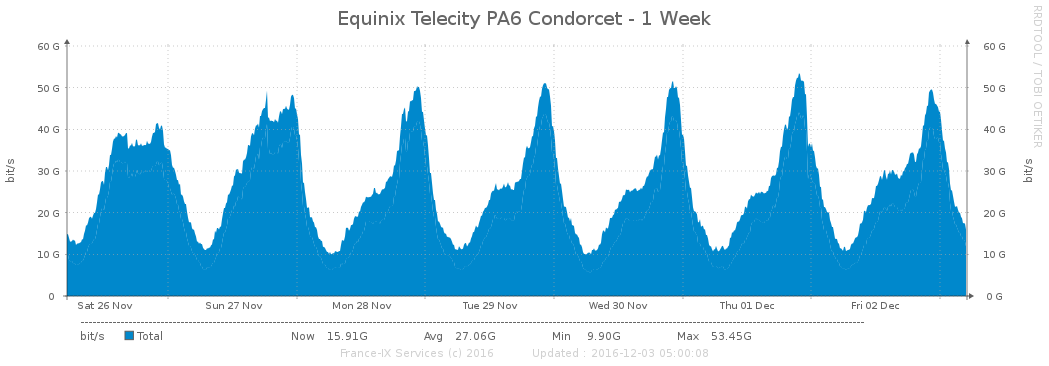 Equinix Telecity PA6 Condorcet - 1 Week
RRDTOOL / TOBI OETIKER
bit/s
60 G 60 G
50 G 50 G
40 G 40 G
30 G 30 G
20 G 20 G
10 G 10 G
0 0 G
bit/s
Sat 26 Nov Sun 27 Nov Mon 28 Nov Tue 29 Nov Wed 30 Nov Thu 01 Dec Fri 02 Dec
bit/s Total Now 15.91G Avg 27.06G Min 9.90G Max 53.45G
France-IX Services (c) 2016 Updated : 2016-12-03 05:00:08